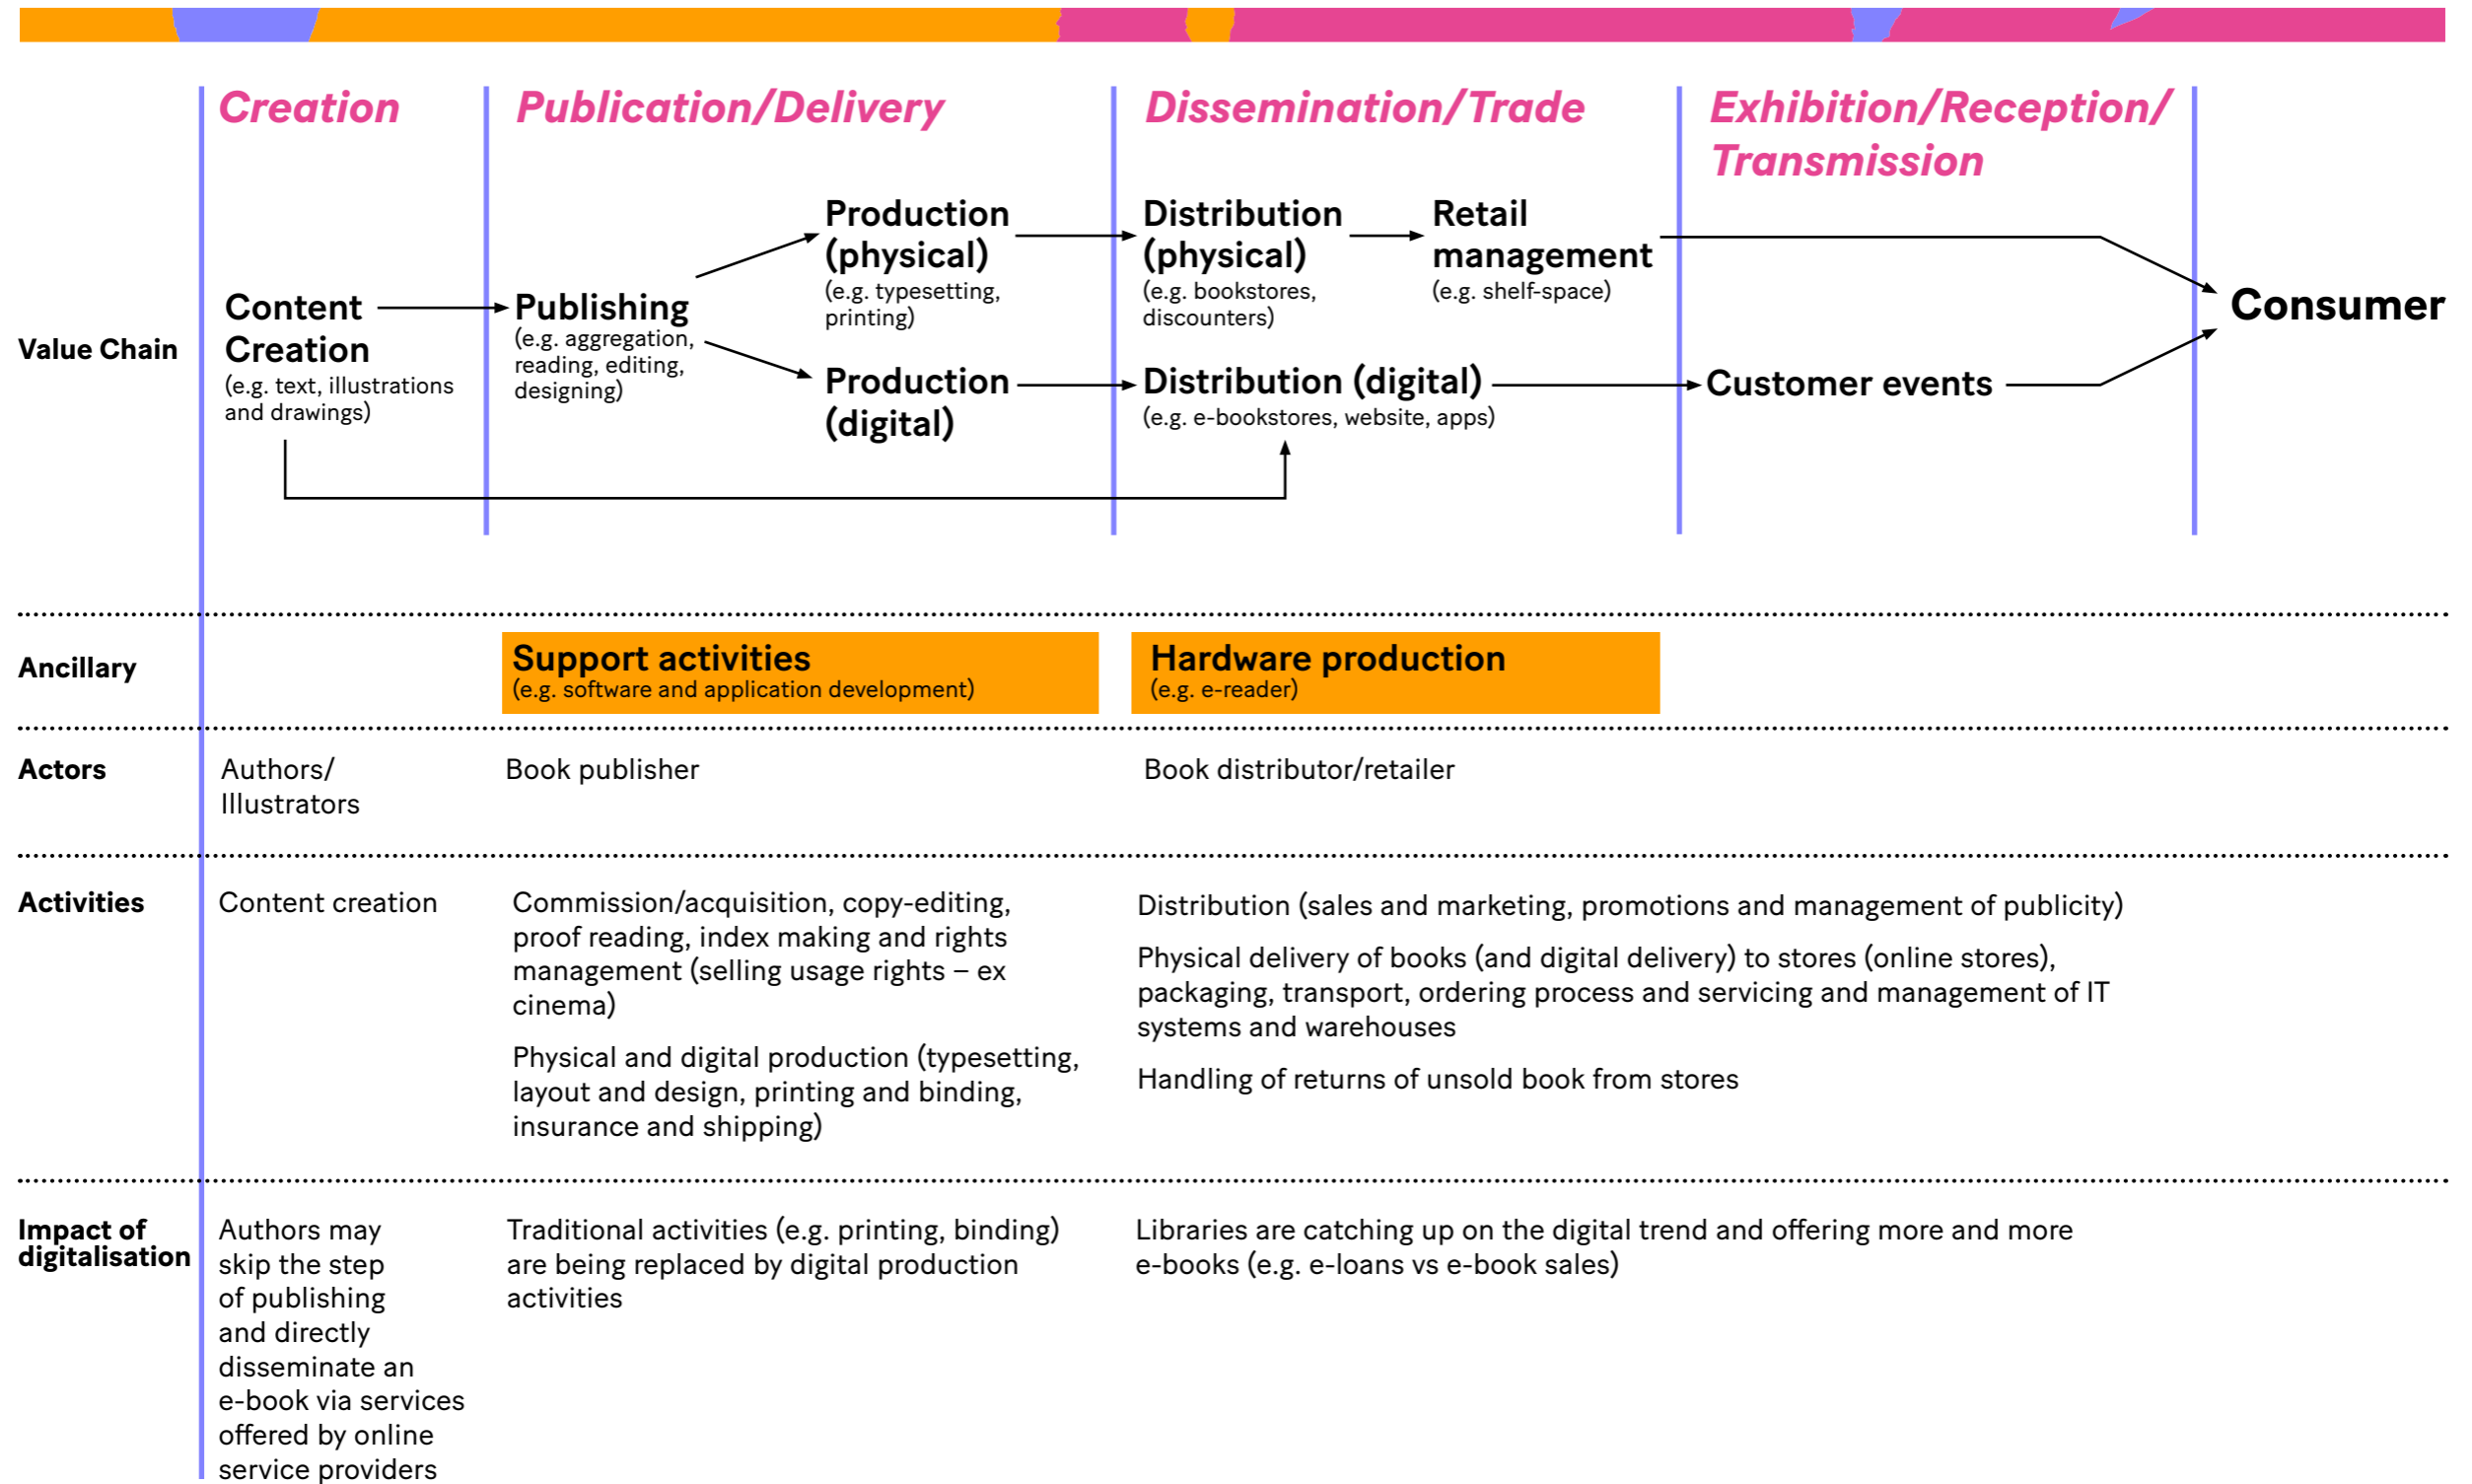 Creation
Publication/Delivery
Dissemination/Trade
Exhibition/Reception/
Transmission
Value Chain
Content
Creation
(e.g. text, illustrations
and drawings)
Publishing
(e.g. aggregation,
reading, editing,
designing)
Production
(physical)
(e.g. typesetting,
printing)
Production
(digital)
Distribution
(physical)
(e.g. bookstores,
discounters)
Retail
management
(e.g. shelf-space)
Distribution (digital)
(e.g. e-bookstores, website, apps)
Customer events
Consumer
Ancillary
Support activities
(e.g. software and application development)
Hardware production
(e.g. e-reader)
Actors
Authors/
Illustrators
Book publisher
Book distributor/retailer
Activities
Content creation
Commission/acquisition, copy-editing,
proof reading, index making and rights
management (selling usage rights – ex
cinema)
Physical and digital production (typesetting,
layout and design, printing and binding,
insurance and shipping)
Distribution (sales and marketing, promotions and management of publicity)
Physical delivery of books (and digital delivery) to stores (online stores),
packaging, transport, ordering process and servicing and management of IT
systems and warehouses
Handling of returns of unsold book from stores
Impact of
digitalisation
Authors may
skip the step
of publishing
and directly
disseminate an
e-book via services
offered by online
service providers
Traditional activities (e.g. printing, binding)
are being replaced by digital production
activities
Libraries are catching up on the digital trend and offering more and more
e-books (e.g. e-loans vs e-book sales)